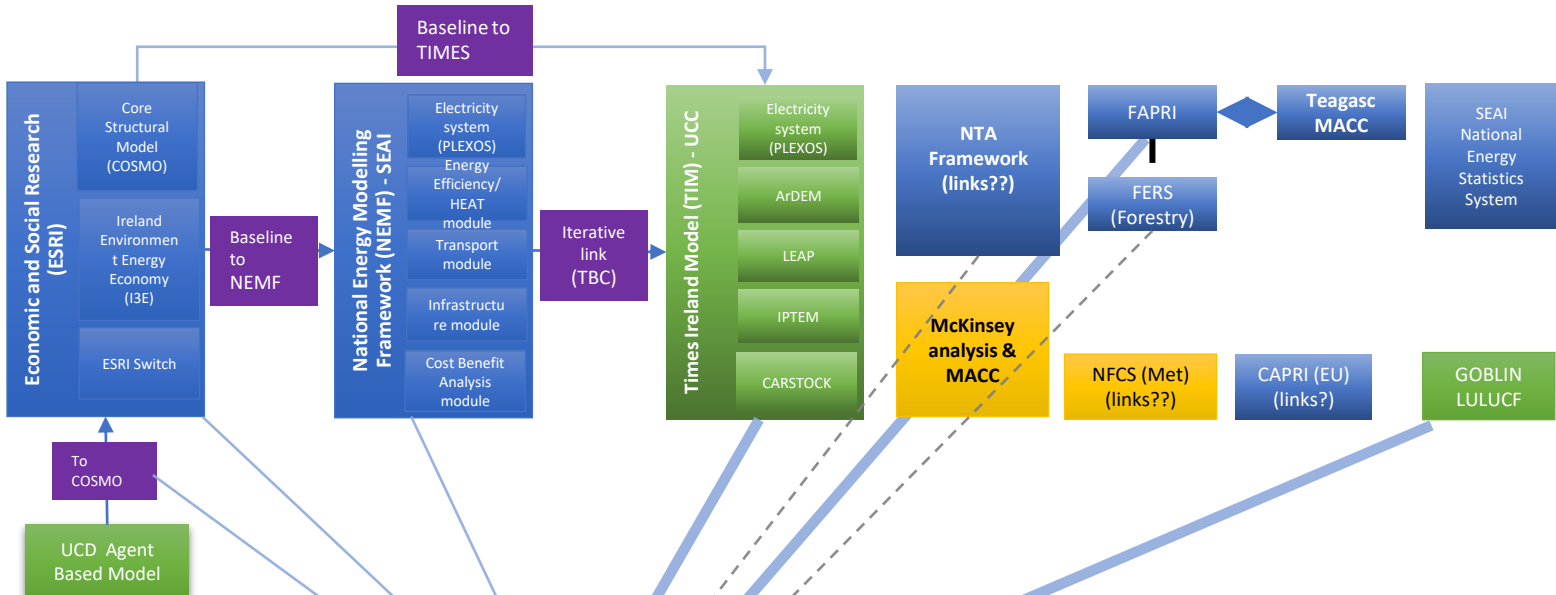 Baseline to
TIMES
Economic and Social Research
(ESRI)
Core
Structural
Model
(COSMO)
Ireland
Environmen
t Energy
Economy
(I3E)
ESRI Switch
Baseline
to
NEMF
National Energy Modelling
Framework (NEMF) - SEAI
Electricity
system
(PLEXOS)
Energy
Efficiency/
HEAT
module
Transport
module
Infrastructu
re module
Cost Benefit
Analysis
module
Iterative
link
(TBC)
Times Ireland Model (TIM) - UCC
Electricity
system
(PLEXOS)
ArDEM
LEAP
IPTEM
CARSTOCK
NTA
Framework
(links??)
McKinsey
analysis &
MACC
FAPRI
FERS
(Forestry)
Teagasc
MACC
SEAI
National
Energy
Statistics
System
NFCS (Met)
(links??)
CAPRI (EU)
(links?)
GOBLIN
LULUCF
To
COSMO
UCD Agent
Based Model